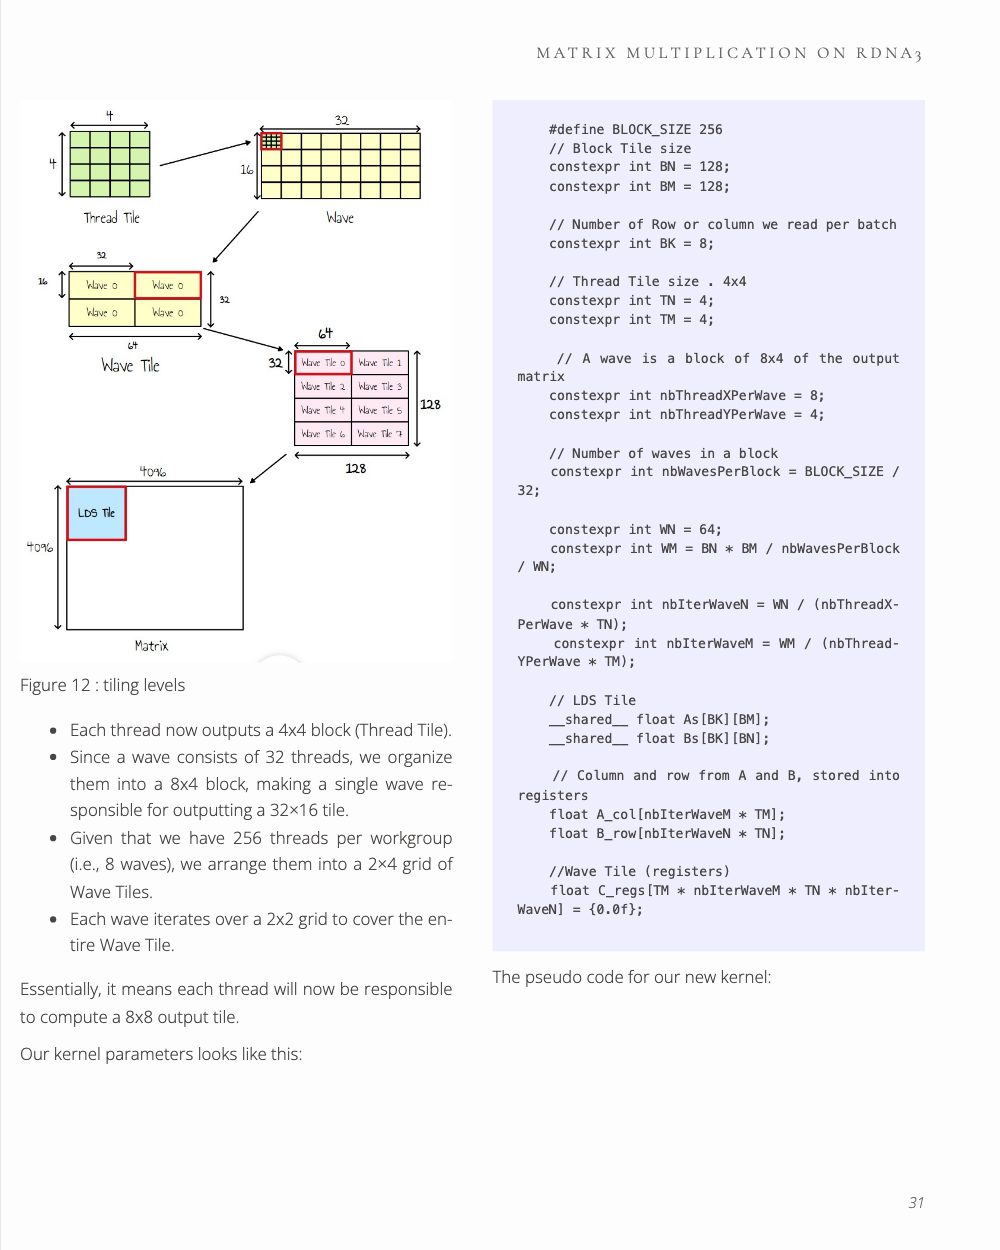 MATRIX MULTIPLICATION ON RDNA3
4
4
Thread Tile
32
16
Wave
32
16
Wave 0
Wave 0
Wave 0
Wave 0
32
64
Wave Tile
64
32
Wave Tile 0
Wave Tile 1
Wave Tile 2
Wave Tile 3
Wave Tile 4
Wave Tile 5
Wave Tile 6
Wave Tile 7
128
128
4096
4096
LDS Tile
Matrix
Figure 12 : tiling levels
• Each thread now outputs a 4x4 block (Thread Tile).
• Since a wave consists of 32 threads, we organize
them into a 8x4 block, making a single wave re-
sponsible for outputting a 32×16 tile.
• Given that we have 256 threads per workgroup
(i.e., 8 waves), we arrange them into a 2×4 grid of
Wave Tiles.
• Each wave iterates over a 2x2 grid to cover the en-
tire Wave Tile.
Essentially, it means each thread will now be responsible
to compute a 8x8 output tile.
Our kernel parameters looks like this:
#define BLOCK_SIZE 256
// Block Tile size
constexpr int BN = 128;
constexpr int BM = 128;
// Number of Row or column we read per batch
constexpr int BK = 8;
// Thread Tile size . 4x4
constexpr int TN = 4;
constexpr int TM = 4;
// A wave is a block of 8x4 of the output
matrix
constexpr int nbThreadXPerWave = 8;
constexpr int nbThreadYPerWave = 4;
// Number of waves in a block
constexpr int nbWavesPerBlock = BLOCK_SIZE /
32;
constexpr int WN = 64;
constexpr int WM = BN * BM / nbWavesPerBlock
/ WN;
constexpr int nbIterWaveN = WN / (nbThreadX-
PerWave * TN);
constexpr int nbIterWaveM = WM / (nbThread-
YPerWave * TM);
// LDS Tile
__shared__ float As[BK][BM];
__shared__ float Bs[BK][BN];
// Column and row from A and B, stored into
registers
float A_col[nbIterWaveM * TM];
float B_row[nbIterWaveN * TN];
//Wave Tile (registers)
float C_regs[TM * nbIterWaveM * TN * nbIter-
WaveN] = {0.0f};
The pseudo code for our new kernel:
31